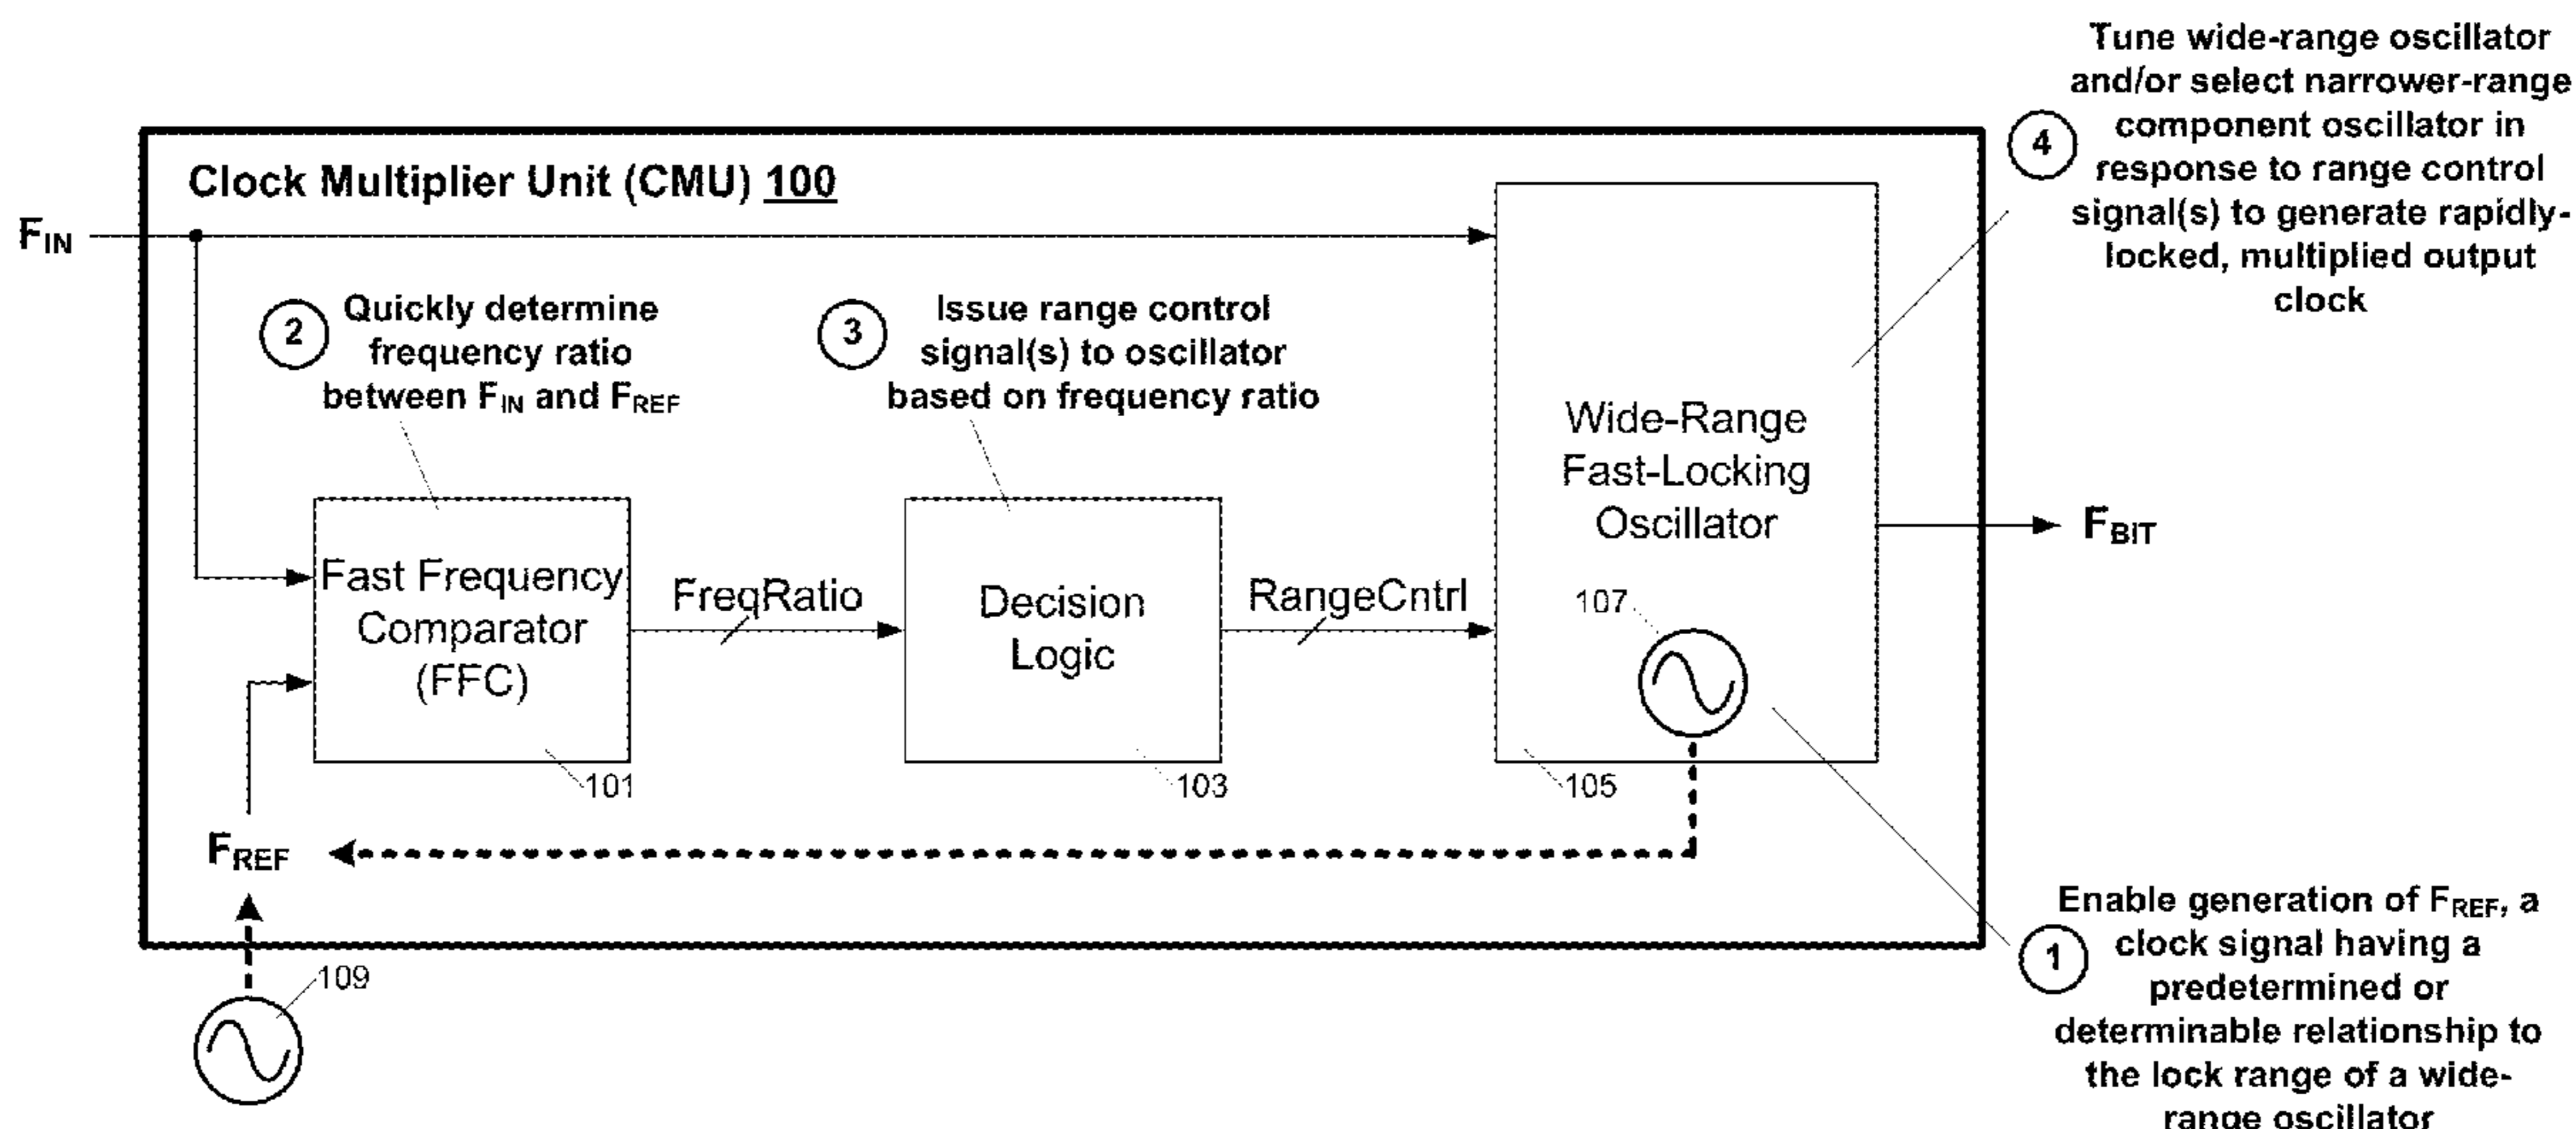 Tune wide-range oscillator
and/or select narrower-range
component oscillator in
response to range control
signal(s) to generate rapidly-
locked, multiplied output
clock
4
Clock Multiplier Unit (CMU) 100
FIN
2
Quickly determine
frequency ratio
between FIN and FREF
3
Issue range control
signal(s) to oscillator
based on frequency ratio
Wide-Range
Fast-Locking
Oscillator
FBIT
Fast Frequency
Comparator
(FFC)
FreqRatio
Decision
Logic
RangeCntrl
107
101
103
105
FREF
109
1
Enable generation of FREF, a
clock signal having a
predetermined or
determinable relationship to
the lock range of a wide-
range oscillator